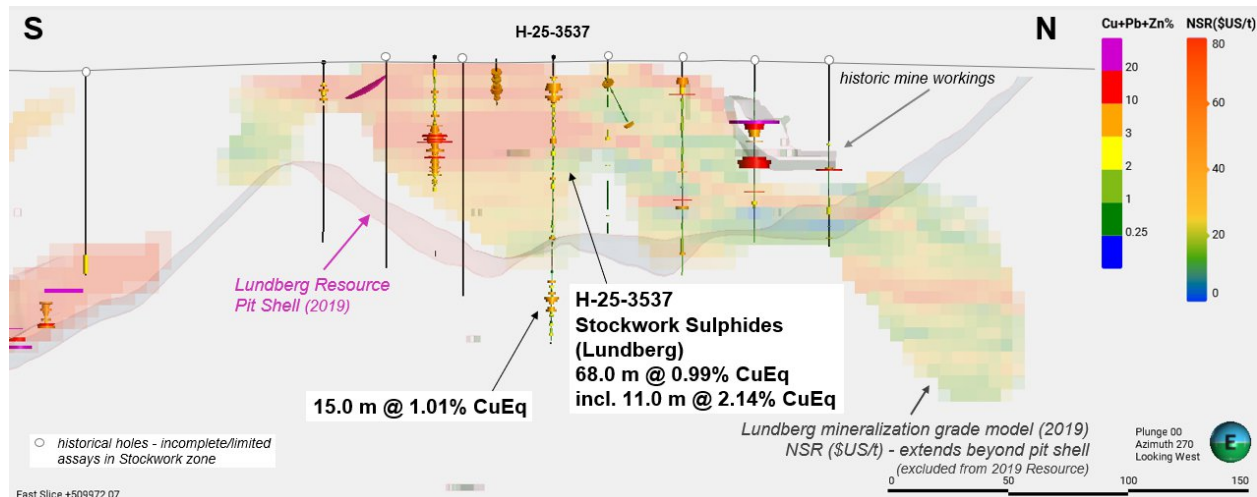 S
H-25-3537
N
Cu+Pb+Zn%
NSR($US/t)
20
10
3
2
1
0.25
80
60
40
20
0
historic mine workings
Lundberg Resource
Pit Shell (2019)
H-25-3537
Stockwork Sulphides
(Lundberg)
68.0 m @ 0.99% CuEq
incl. 11.0 m @ 2.14% CuEq
15.0 m @ 1.01% CuEq
Lundberg mineralization grade model (2019)
NSR ($US/t) - extends beyond pit shell
(excluded from 2019 Resource)
historical holes - incomplete/limited
assays in Stockwork zone
Plunge 00
Azimuth 270
Looking West
E
0 50 100 150
East Slice +509972.07